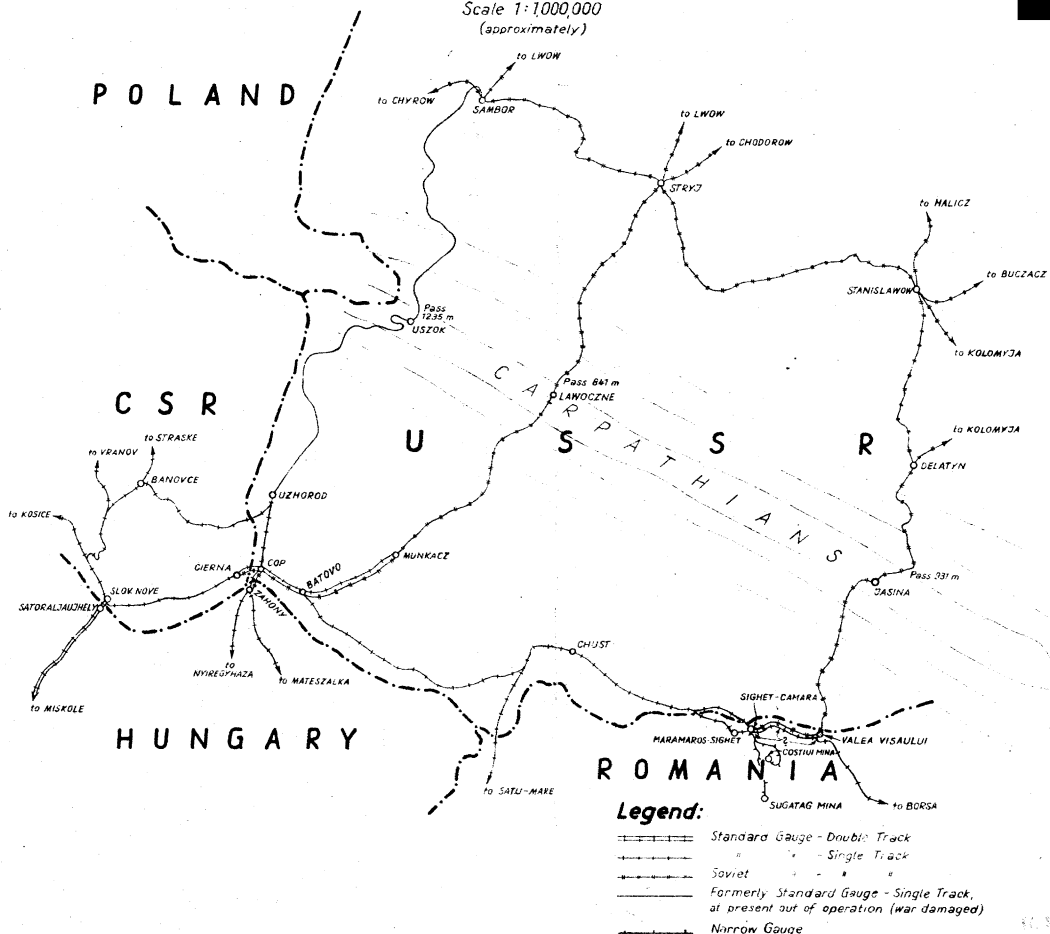 Scale 1:1,000,000
(approximately)
to LWOW
POLAND
to CHYROW
SAMBOR
to LWOW
to CHODOROW
STRYJ
to HALICZ
to BUCZACZ
STANISLAWOW
Pass
1235 m
USZOK
to KOLOMYJA
Pass 841 m
LAWOCZNE
CARPATHIANS
CSR
USSR
to STRASKE
to VRANOV
BANOVCE
to KOLOMYJA
DELATYN
UZHOROD
to KOSICE
MUNKACZ
CIERNA
COP
BATOVO
Pass 931 m
JASINA
SLOV. NOVE
SATORALJAUJHELY
ZAHONY
CHUST
to
NYIREGYHAZA
to MATESZALKA
to MISKOLE
SIGHET-CAMARA
HUNGARY
MARAMAROS-SIGHET
VALEA VISAULUI
COSTIUI MINA
ROMANIA
to SATU-MARE
SUGATAG MINA
to BORSA
Legend:
Standard Gauge - Double Track
" " - Single Track
Soviet " - " "
Formerly Standard Gauge - Single Track,
at present out of operation (war damaged)
Narrow Gauge